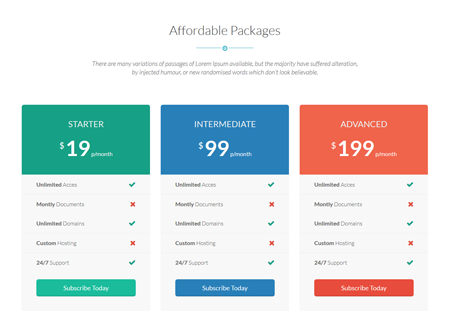 Affordable Packages
There are many variations of passages of Lorem Ipsum available, but the majority have suffered alteration,
by injected humour, or new randomised words which don't look believable.
STARTER
$19 p/month
Unlimited Acces
Montly Documents
Unlimited Domains
Custom Hosting
24/7 Support
Subscribe Today
INTERMEDIATE
$99 p/month
Unlimited Acces
Montly Documents
Unlimited Domains
Custom Hosting
24/7 Support
Subscribe Today
ADVANCED
$199 p/month
Unlimited Acces
Montly Documents
Unlimited Domains
Custom Hosting
24/7 Support
Subscribe Today